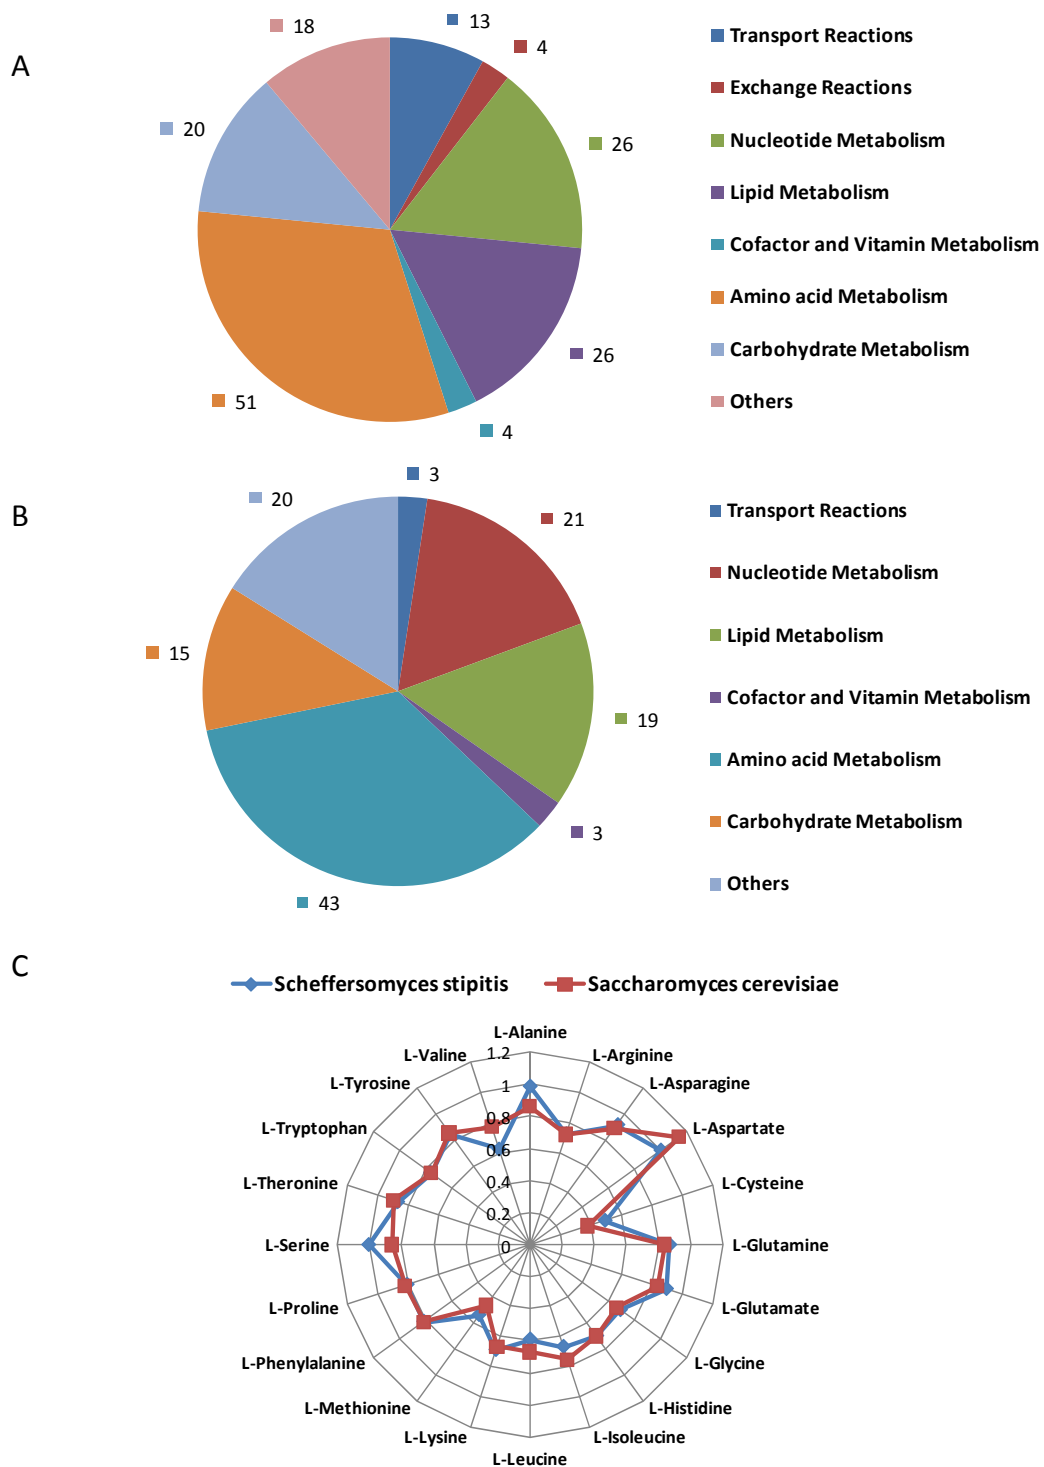 A
18
13
4
20
26
26
51
4
Transport Reactions
Exchange Reactions
Nucleotide Metabolism
Lipid Metabolism
Cofactor and Vitamin Metabolism
Amino acid Metabolism
Carbohydrate Metabolism
Others
B
3
20
21
15
19
3
43
Transport Reactions
Nucleotide Metabolism
Lipid Metabolism
Cofactor and Vitamin Metabolism
Amino acid Metabolism
Carbohydrate Metabolism
Others
C
Scheffersomyces stipitis
Saccharomyces cerevisiae
L-Alanine
L-Arginine
L-Asparagine
L-Aspartate
L-Cysteine
L-Glutamine
L-Glutamate
L-Glycine
L-Histidine
L-Isoleucine
L-Leucine
L-Lysine
L-Methionine
L-Phenylalanine
L-Proline
L-Serine
L-Theronine
L-Tryptophan
L-Tyrosine
L-Valine
1.2
1
0.8
0.6
0.4
0.2
0